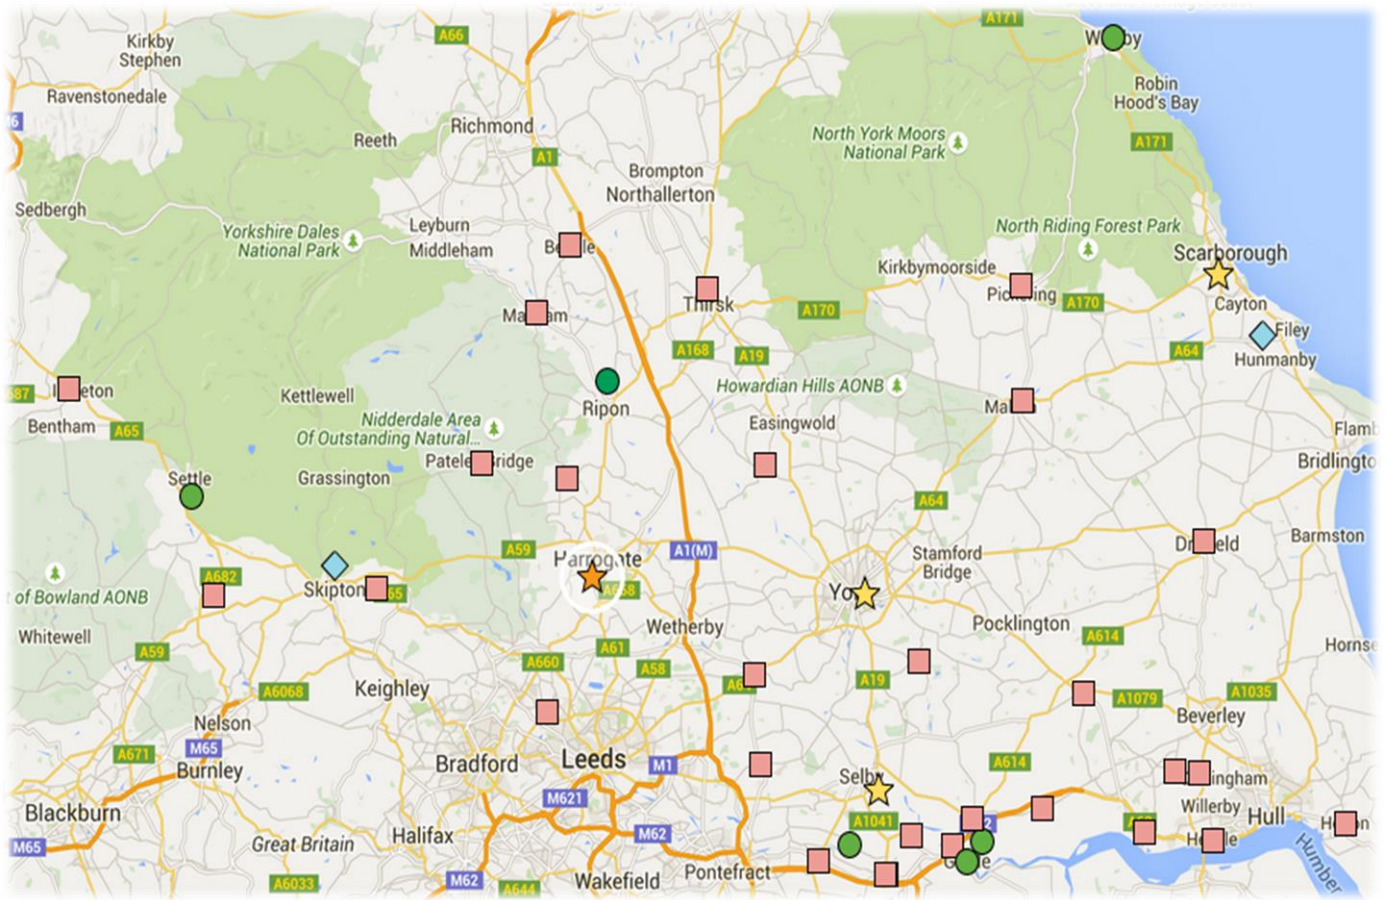 A171
A66
Kirkby
Stephen
Robin
Hood's Bay
Ravenstonedale
Richmond
North York Moors
National Park
Reeth
A171
A1
Brompton
Northallerton
Sedbergh
Leyburn
Middleham
Yorkshire Dales
National Park
North Riding Forest Park
Scarborough
Kirkbymoorside
Cayton
A170
A170
Thirsk
Filey
Hunmanby
A168
A19
A64
Howardian Hills AONB
Kettlewell
Ripon
Bentham
A65
Nidderdale Area
Of Outstanding Natural...
Easingwold
Settle
Grassington
A64
A59
Harrogate
A1(M)
Stamford
Bridge
Barmston
A682
Skipton
of Bowland AONB
Wetherby
Pocklington
Whitewell
A59
A61
A660
A58
A614
A19
Keighley
A6068
A1079
A1035
Nelson
Beverley
A671
M65
Burnley
Bradford
Leeds
M1
A614
Selby
M621
Blackburn
Willerby
Hull
A1041
M62
Halifax
Great Britain
M65
Humber
Pontefract
M62
Wakefield
A6033
A644